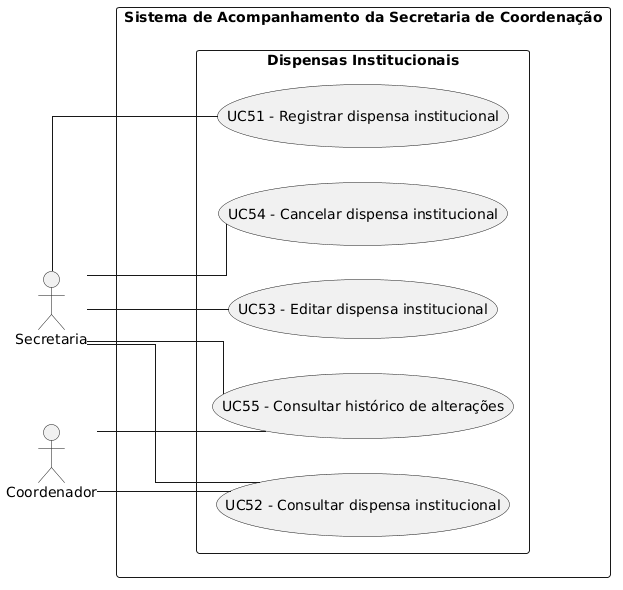 Sistema de Acompanhamento da Secretaria de Coordenação
Dispensas Institucionais
UC51 - Registrar dispensa institucional
UC54 - Cancelar dispensa institucional
UC53 - Editar dispensa institucional
Secretaria
UC55 - Consultar histórico de alterações
Coordenador
UC52 - Consultar dispensa institucional